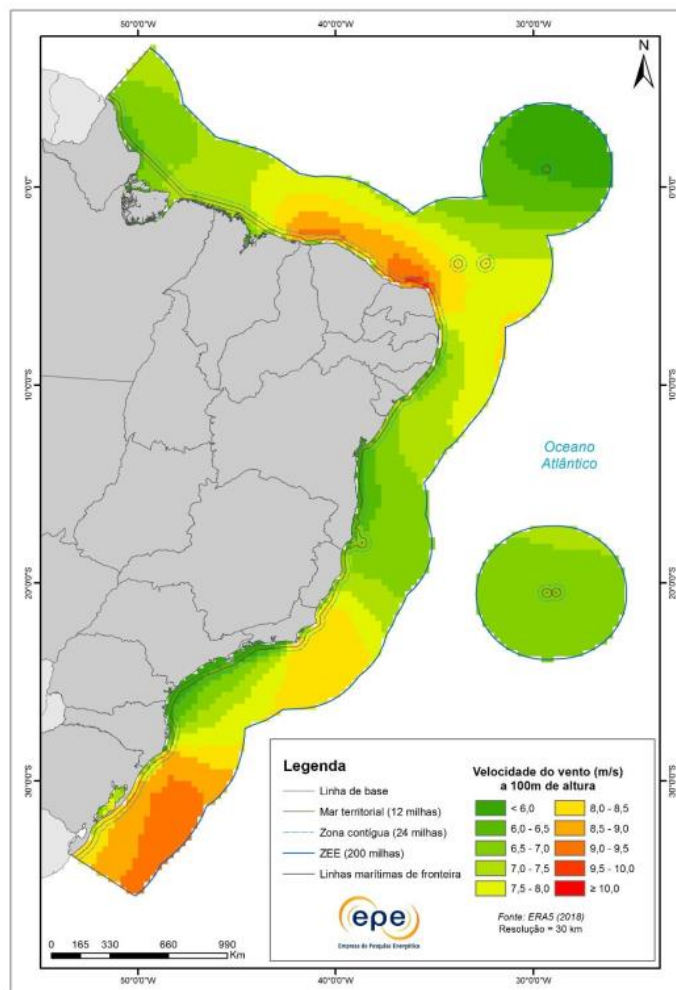 50°0'0"W
40°0'0"W
30°0'0"W
N
0°0'0"
0°0'0"
10°0'0"S
10°0'0"S
Oceano
Atlântico
20°0'0"S
20°0'0"S
30°0'0"S
30°0'0"S
Legenda
Linha de base
Mar territorial (12 milhas)
Zona contígua (24 milhas)
ZEE (200 milhas)
Linhas marítimas de fronteira
epe
Empresa de Pesquisa Energética
Velocidade do vento (m/s)
a 100m de altura
< 6,0
6,0 - 6,5
6,5 - 7,0
7,0 - 7,5
7,5 - 8,0
8,0 - 8,5
8,5 - 9,0
9,0 - 9,5
9,5 - 10,0
≥ 10,0
Fonte: ERA5 (2018)
Resolução = 30 km
0 165 330 660 990
Km
50°0'0"W
40°0'0"W
30°0'0"W